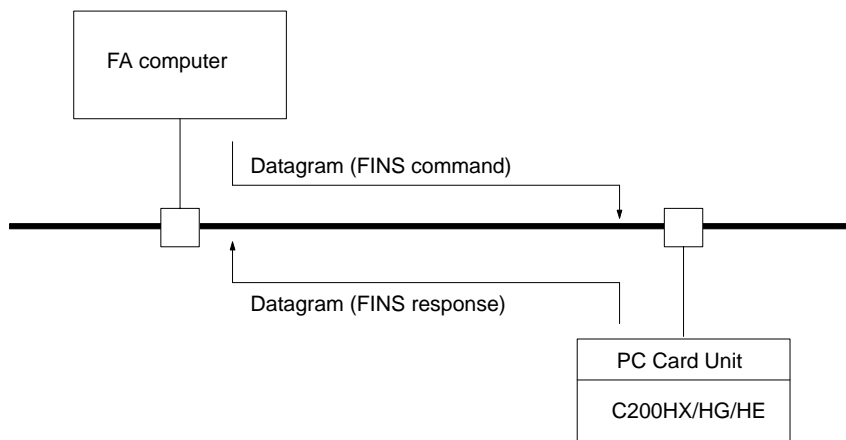 FA computer
Datagram (FINS command)
Datagram (FINS response)
PC Card Unit
C200HX/HG/HE